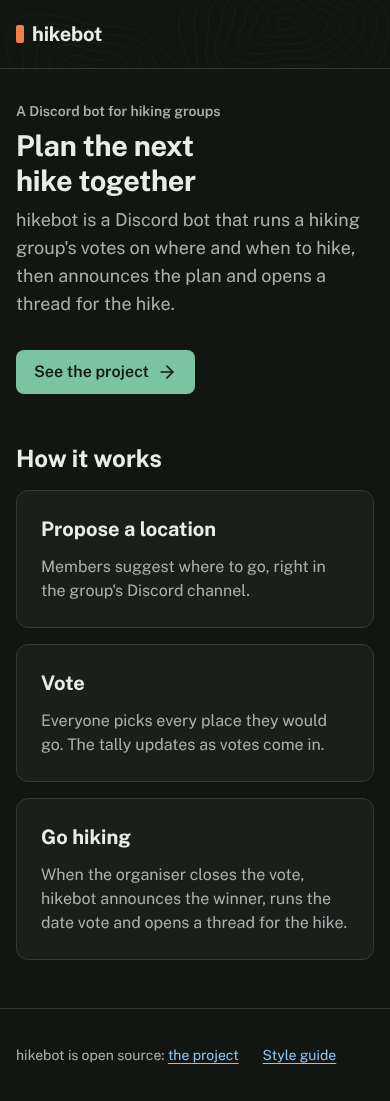 hikebot
A Discord bot for hiking groups
Plan the next
hike together
hikebot is a Discord bot that runs a hiking
group's votes on where and when to hike,
then announces the plan and opens a
thread for the hike.
See the project
How it works
Propose a location
Members suggest where to go, right in
the group's Discord channel.
Vote
Everyone picks every place they would
go. The tally updates as votes come in.
Go hiking
When the organiser closes the vote,
hikebot announces the winner, runs the
date vote and opens a thread for the hike.
hikebot is open source: the project Style guide